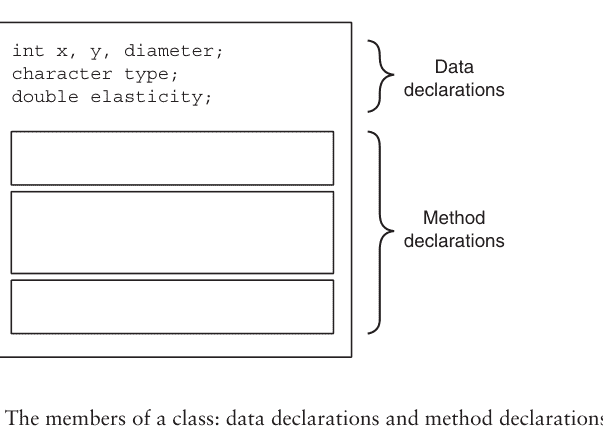 int x, y, diameter;
character type;
double elasticity;
Data
declarations
Method
declarations
The members of a class: data declarations and method declarations